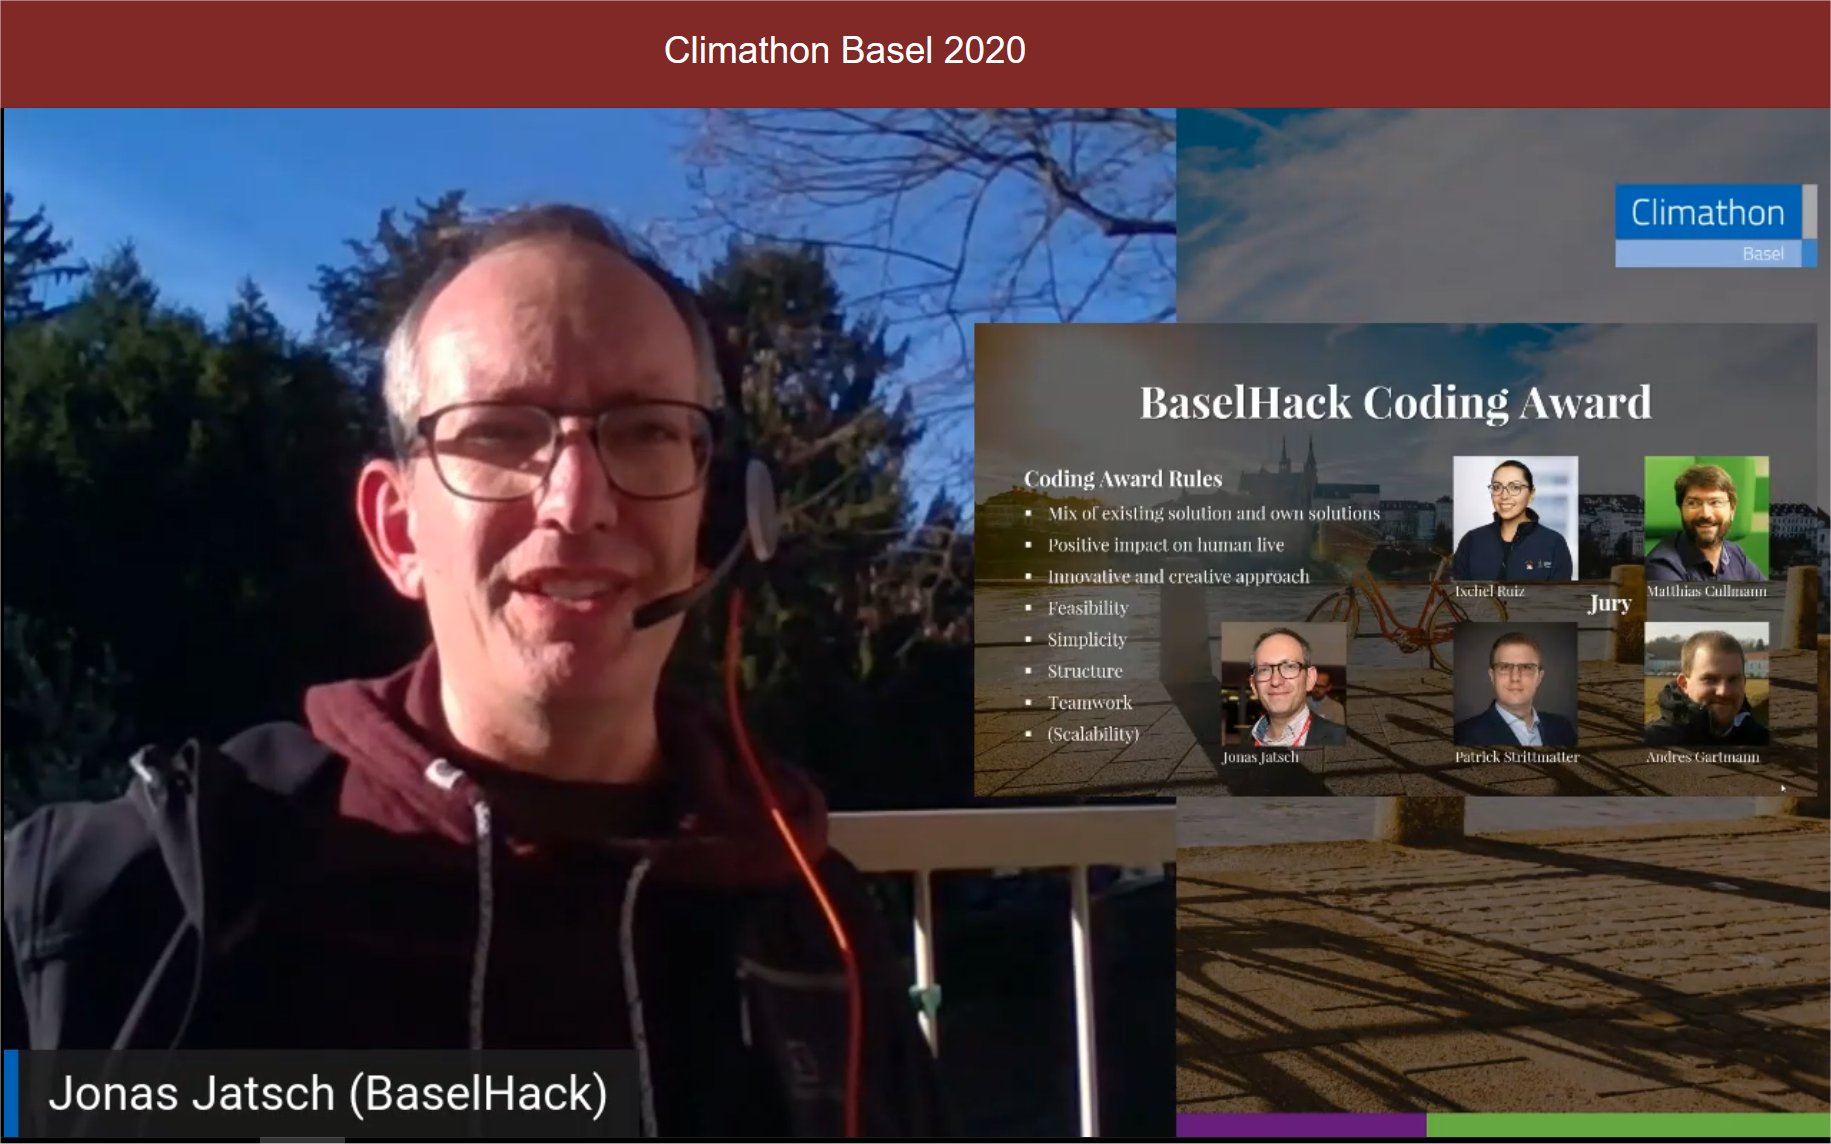 Climathon Basel 2020
Climathon
Basel
BaselHack Coding Award
Coding Award Rules
▪ Mix of existing solution and own solutions
▪ Positive impact on human live
▪ Innovative and creative approach
▪ Feasibility
▪ Simplicity
▪ Structure
▪ Teamwork
▪ (Scalability)
Ixchel Ruiz
Matthias Cullmann
Jury
Jonas Jatsch
Patrick Strittmatter
Andres Gartmann
Jonas Jatsch (BaselHack)